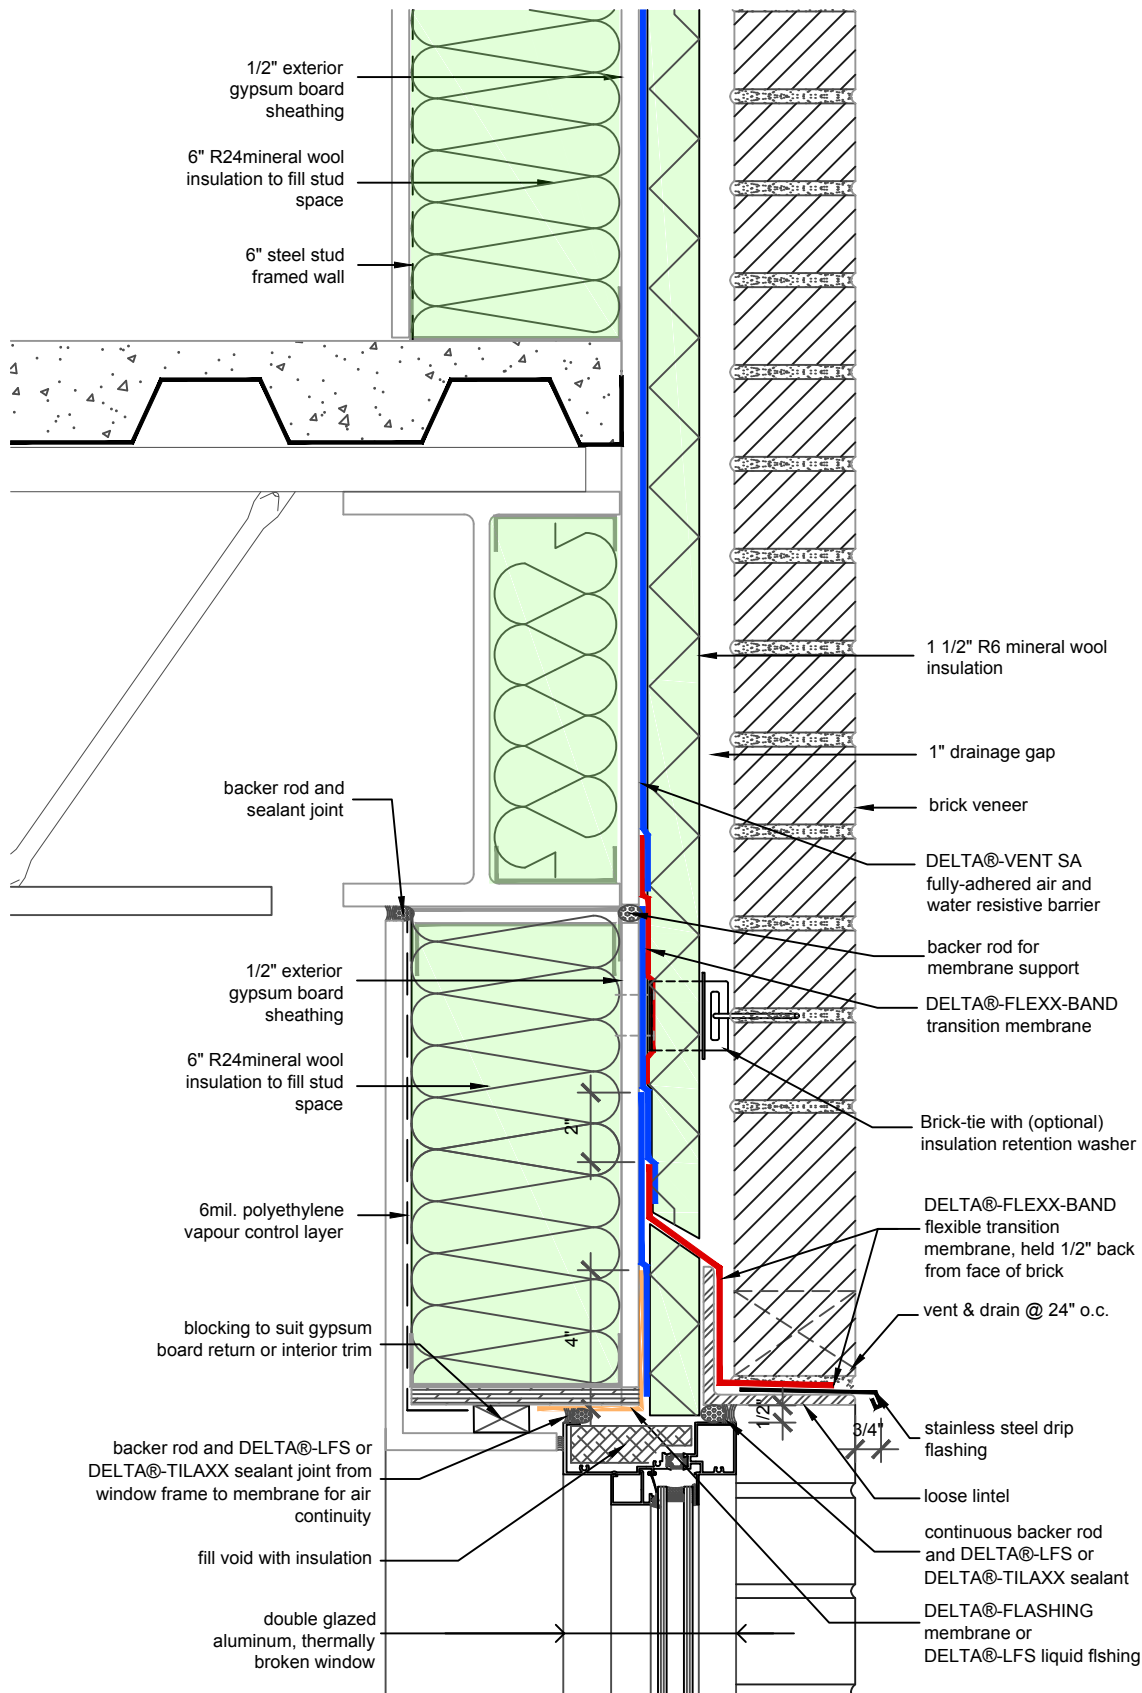 1/2" exterior
gypsum board
sheathing
6" R24mineral wool
insulation to fill stud
space
6" steel stud
framed wall
1 1/2" R6 mineral wool
insulation
1" drainage gap
backer rod and
sealant joint
brick veneer
DELTA®-VENT SA
fully-adhered air and
water resistive barrier
backer rod for
membrane support
1/2" exterior
gypsum board
sheathing
DELTA®-FLEXX-BAND
transition membrane
6" R24mineral wool
insulation to fill stud
space
2"
Brick-tie with (optional)
insulation retention washer
6mil. polyethylene
vapour control layer
DELTA®-FLEXX-BAND
flexible transition
membrane, held 1/2" back
from face of brick
vent & drain @ 24" o.c.
blocking to suit gypsum
board return or interior trim
4"
1/2"
3/4"
stainless steel drip
flashing
backer rod and DELTA®-LFS or
DELTA®-TILAXX sealant joint from
window frame to membrane for air
continuity
loose lintel
fill void with insulation
continuous backer rod
and DELTA®-LFS or
DELTA®-TILAXX sealant
double glazed
aluminum, thermally
broken window
DELTA®-FLASHING
membrane or
DELTA®-LFS liquid flshing